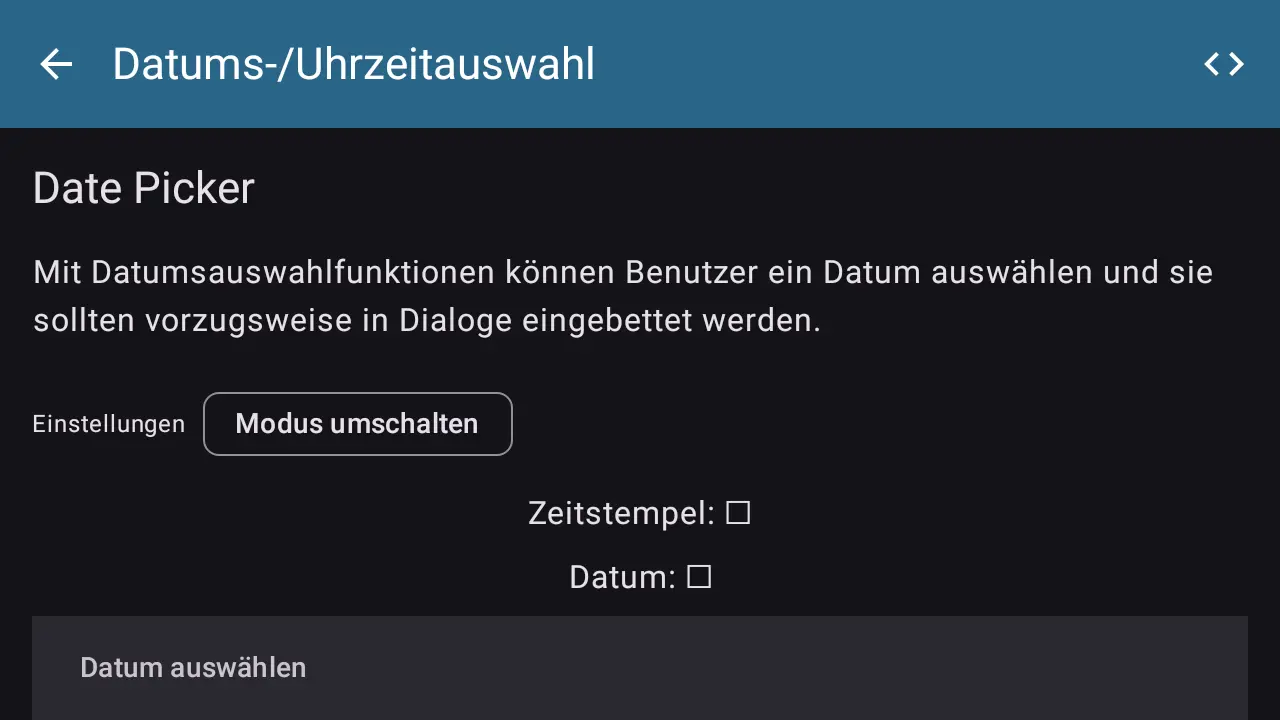 Datums-/Uhrzeitauswahl
Date Picker
Mit Datumsauswahlfunktionen können Benutzer ein Datum auswählen und sie
sollten vorzugsweise in Dialoge eingebettet werden.
Einstellungen Modus umschalten
Zeitstempel: ☐
Datum: ☐
Datum auswählen